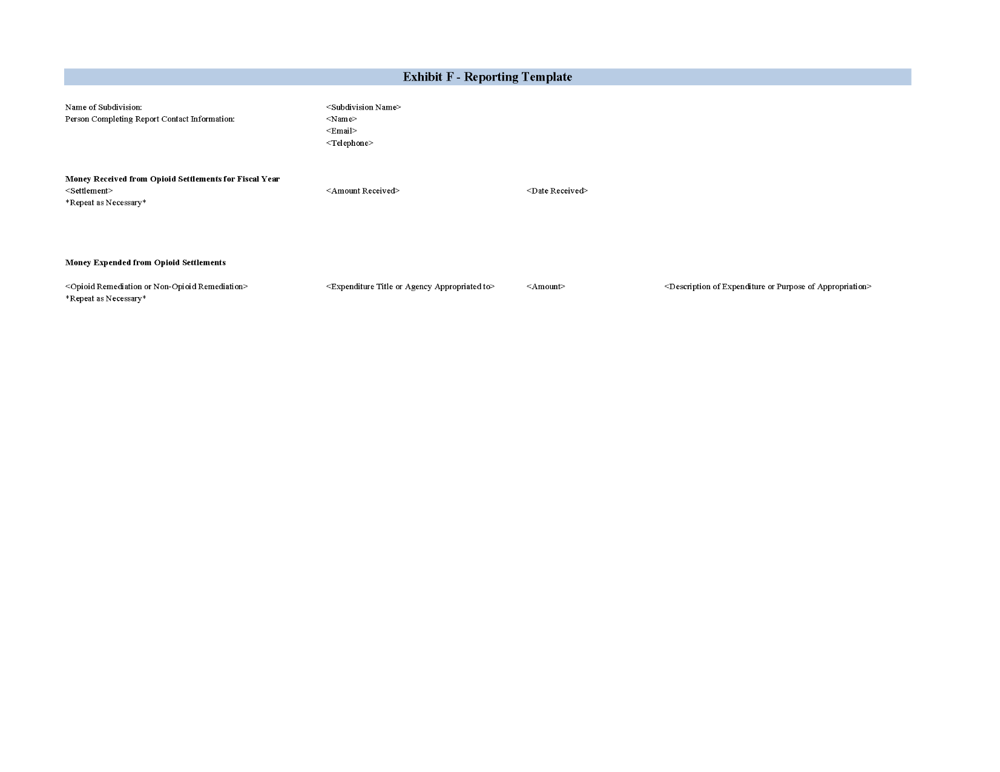 Exhibit F - Reporting Template
Name of Subdivision: <Subdivision Name>
Person Completing Report Contact Information: <Name>
<Email>
<Telephone>
Money Received from Opioid Settlements for Fiscal Year
<Settlement> <Amount Received> <Date Received>
*Repeat as Necessary*
Money Expended from Opioid Settlements
<Opioid Remediation or Non-Opioid Remediation> <Expenditure Title or Agency Appropriated to> <Amount> <Description of Expenditure or Purpose of Appropriation>
*Repeat as Necessary*